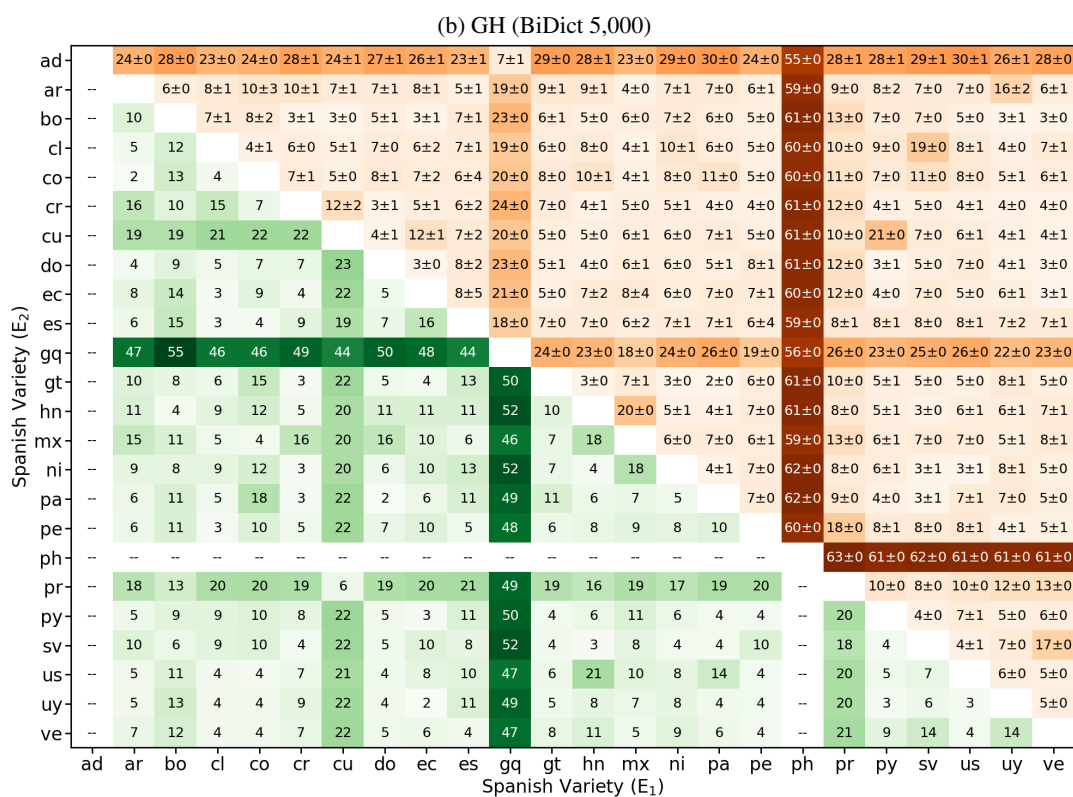 (b) GH (BiDict 5,000)
ad -- 24±0 28±0 23±0 24±0 28±1 24±1 27±1 26±1 23±1 7±1 29±0 28±1 23±0 29±0 30±0 24±0 55±0 28±1 28±1 29±1 30±1 26±1 28±0
ar -- 6±0 8±1 10±3 10±1 7±1 7±1 8±1 5±1 19±0 9±1 9±1 4±0 7±1 7±0 6±1 59±0 9±0 8±2 7±0 7±0 16±2 6±1
bo -- 10 7±1 8±2 3±1 3±0 5±1 3±1 7±1 23±0 6±1 5±0 6±0 7±2 6±0 5±0 61±0 13±0 7±0 5±0 7±0 3±1 3±0
cl -- 5 12 4±1 6±0 5±1 7±0 6±2 7±1 19±0 6±0 8±0 4±1 10±1 6±0 5±0 60±0 10±0 9±0 19±0 8±1 4±0 7±1
co -- 2 13 4 7±1 5±0 8±1 7±2 6±4 20±0 8±0 10±1 4±1 8±0 11±0 5±0 60±0 11±0 7±0 11±0 8±0 5±1 6±1
cr -- 16 10 15 7 12±2 3±1 5±1 6±2 24±0 7±0 4±1 5±0 5±1 4±0 4±0 61±0 12±0 4±1 5±1 7±0 4±1 4±0
cu -- 19 19 21 22 22 4±1 12±1 7±2 20±0 5±0 5±0 6±1 6±1 7±1 5±0 61±0 10±0 21±0 7±0 6±1 4±1 4±1
do -- 4 9 5 7 7 23 3±0 8±2 23±0 5±1 4±0 6±1 6±0 5±1 8±1 61±0 12±0 3±1 5±0 7±0 4±1 3±0
ec -- 8 14 3 9 4 22 5 8±5 21±0 5±0 7±2 8±4 6±0 7±0 7±1 60±0 12±0 4±0 7±0 5±0 6±1 3±1
es -- 6 15 3 4 9 19 7 16 18±0 7±0 7±0 6±2 7±1 7±1 6±4 59±0 8±1 8±1 8±0 8±1 7±2 7±1
gq -- 47 55 46 46 49 44 50 48 44 24±0 23±0 18±0 24±0 26±0 19±0 56±0 26±0 23±0 25±0 26±0 22±0 23±0
gt -- 10 8 6 15 3 22 5 4 13 50 3±0 7±1 3±0 2±0 6±0 61±0 10±0 5±1 5±0 5±0 8±1 5±0
hn -- 11 4 9 12 5 20 11 11 11 52 10 20±0 5±1 4±1 7±0 61±0 8±0 5±1 3±0 6±1 6±1 7±1
mx -- 15 11 5 4 16 20 16 10 6 46 7 18 6±0 7±0 6±1 59±0 13±0 6±1 7±0 7±0 5±1 8±1
ni -- 9 8 9 12 3 20 6 10 13 52 7 4 18 4±1 7±0 62±0 8±0 6±1 3±1 3±1 8±1 5±0
pa -- 6 11 5 18 3 22 2 6 11 49 11 6 7 5 7±0 62±0 9±0 4±0 3±1 7±1 7±0 5±0
pe -- 6 11 3 10 5 22 7 10 5 48 6 8 9 8 10 60±0 18±0 8±1 8±0 8±1 4±1 5±1
ph -- -- -- -- -- -- -- -- -- -- -- -- -- -- -- -- -- 63±0 61±0 62±0 61±0 61±0 61±0
pr -- 18 13 20 20 19 6 19 20 21 49 19 16 19 17 19 20 -- 10±0 8±0 10±0 12±0 13±0
py -- 5 9 9 10 8 22 5 3 11 50 4 6 11 6 4 4 -- 20 4±0 7±1 5±0 6±0
sv -- 10 6 9 10 4 22 5 10 8 52 4 3 8 4 4 10 -- 18 4 4±1 7±0 17±0
us -- 5 11 4 4 7 21 4 8 10 47 6 21 10 8 14 4 -- 20 5 7 6±0 5±0
uy -- 5 13 4 4 9 22 4 2 11 49 5 8 7 8 4 4 -- 20 3 6 3 5±0
ve -- 7 12 4 4 7 22 5 6 4 47 8 11 5 9 6 4 -- 21 9 14 4 14
ad ar bo cl co cr cu do ec es gq gt hn mx ni pa pe ph pr py sv us uy ve
Spanish Variety (E₁)
Spanish Variety (E₂)